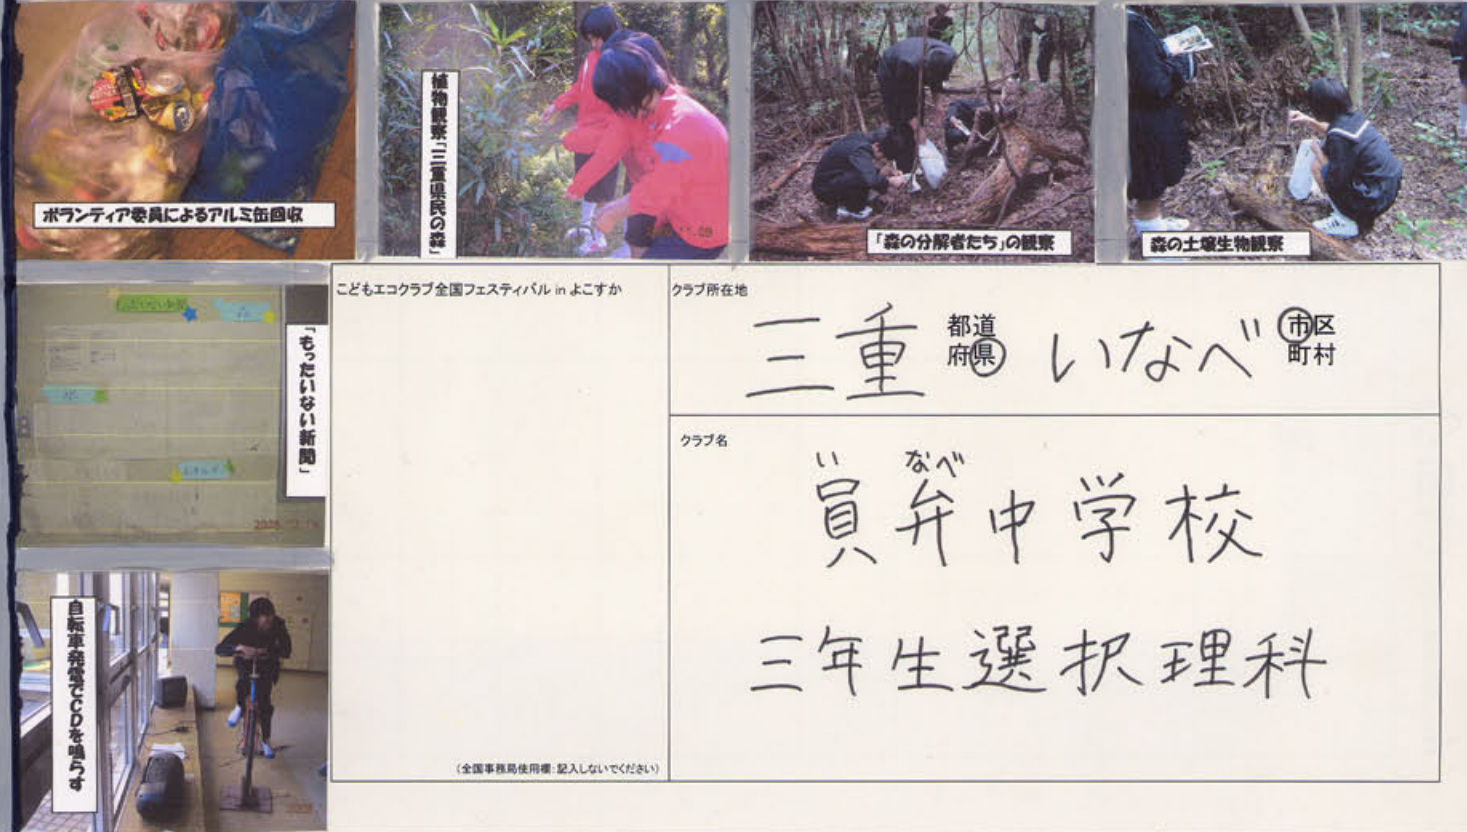 ボランティア委員によるアルミ缶回収
植物観察「三重県民の森」
「森の分解者たち」の観察
森の土壌生物観察
「もったいない新聞」
自転車発電でCDを鳴らす
こどもエコクラブ全国フェスティバル in よこすか
(全国事務局使用欄:記入しないでください)
クラブ所在地
三重 都道府県 いなべ 市区町村
クラブ名
い なべ
員弁中学校
三年生選択理科